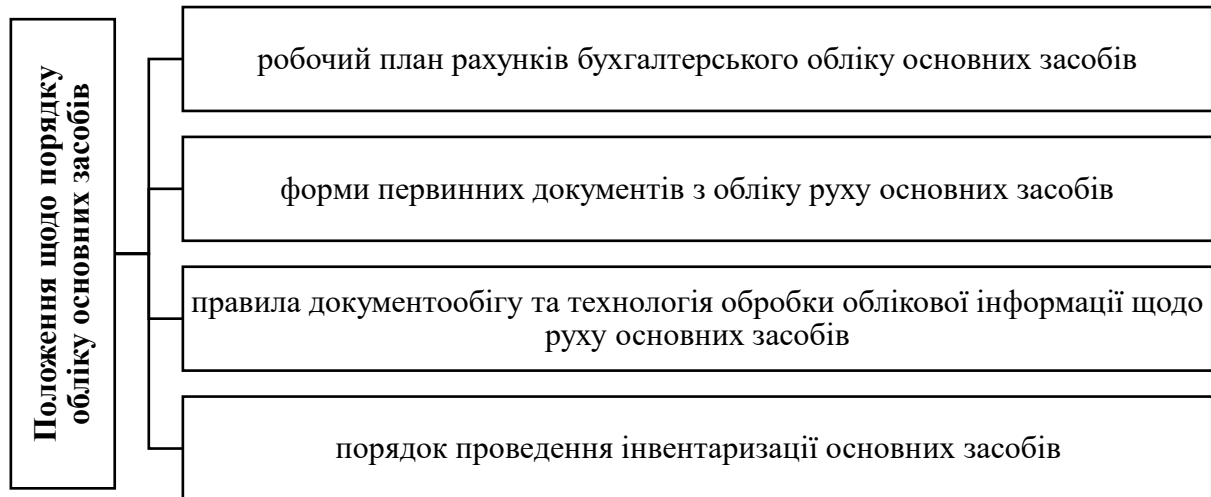 Положення щодо порядку
обліку основних засобів
робочий план рахунків бухгалтерського обліку основних засобів
форми первинних документів з обліку руху основних засобів
правила документообігу та технологія обробки облікової інформації щодо
руху основних засобів
порядок проведення інвентаризації основних засобів